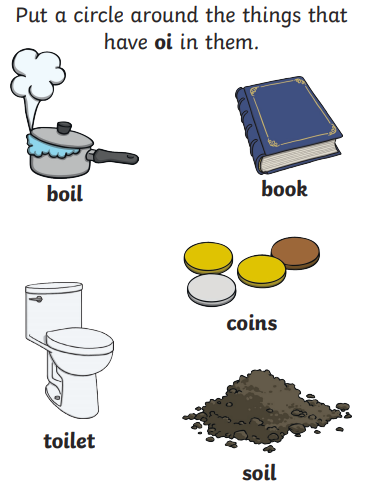 Put a circle around the things that
have oi in them.
boil
book
coins
toilet
soil